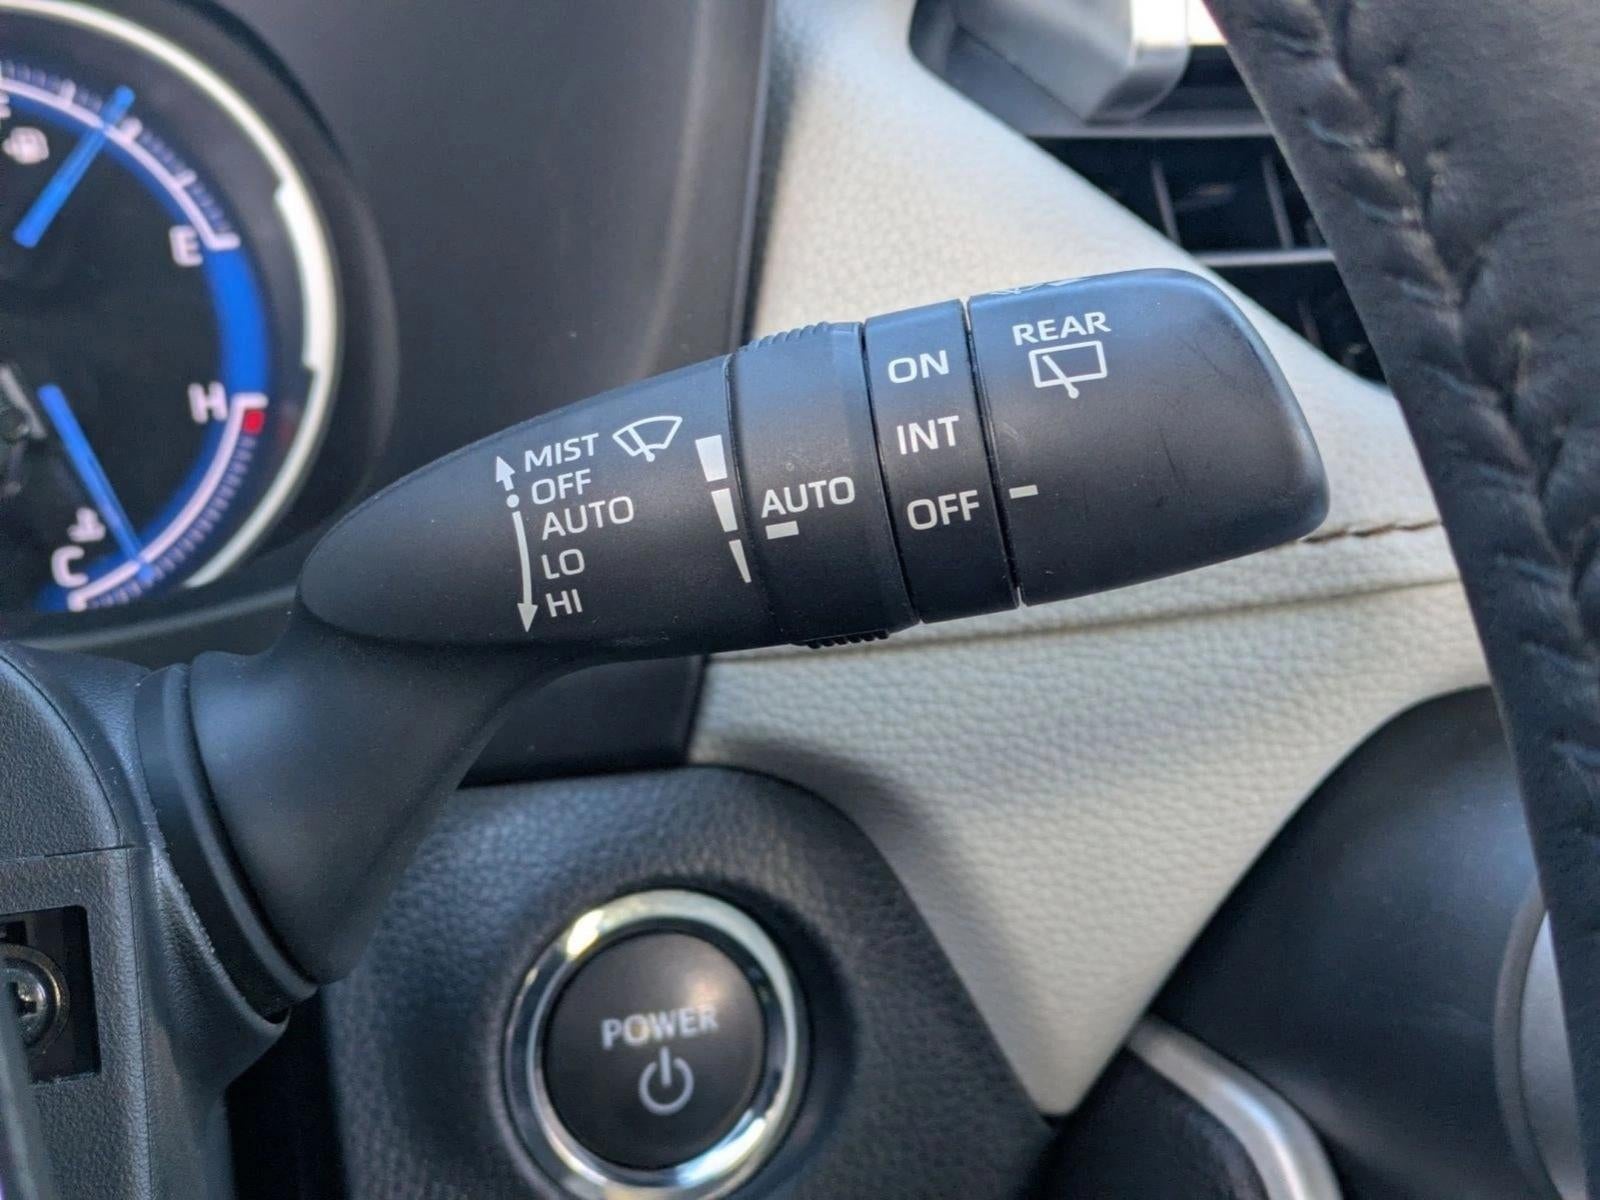 E
H
C
MIST
OFF
AUTO
LO
HI
AUTO
ON
INT
OFF
REAR
POWER